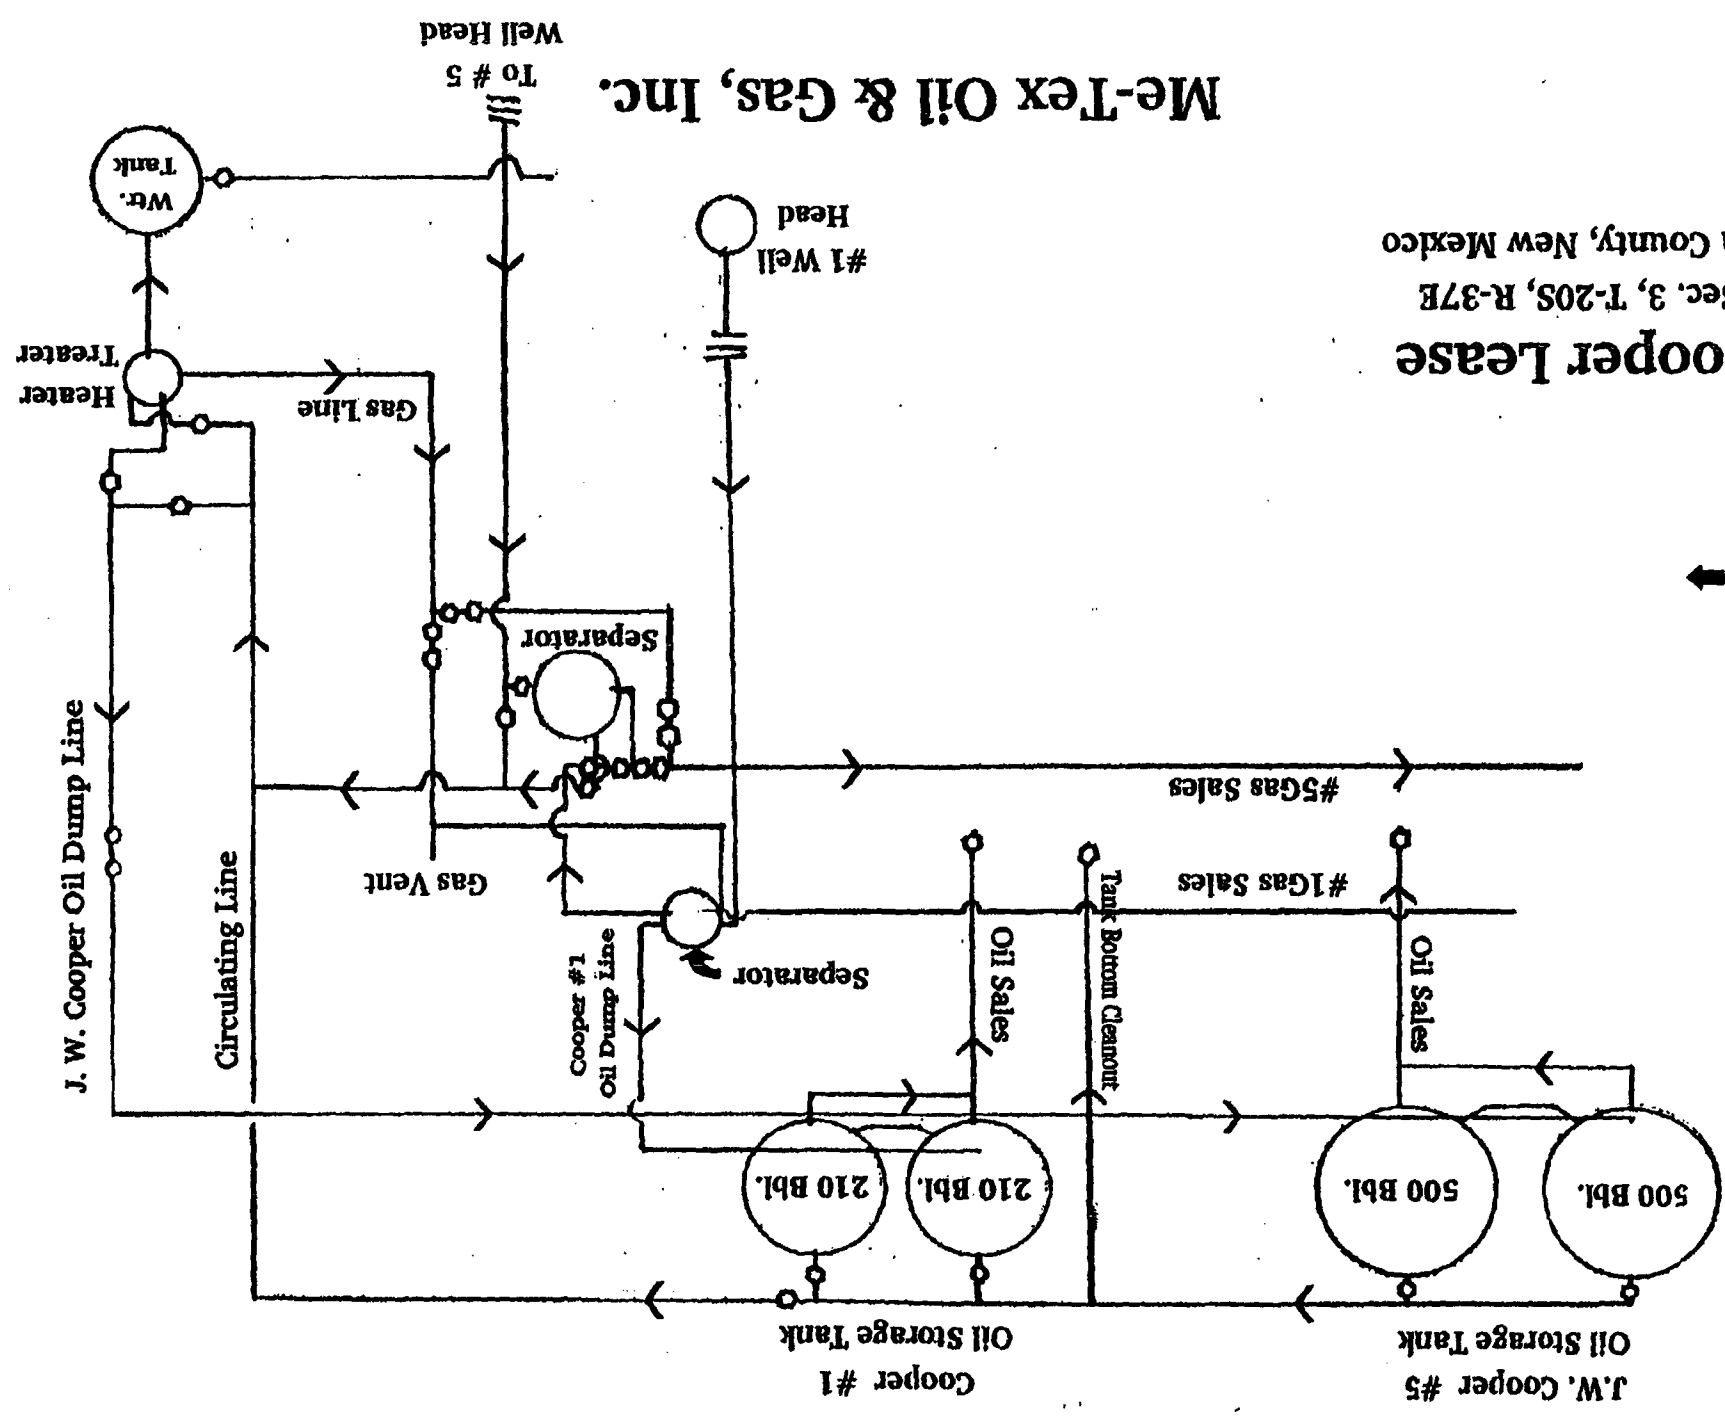 J.W. Cooper #5
Oil Storage Tank
Cooper #1
Oil Storage Tank
500 Bbl.
500 Bbl.
210 Bbl.
210 Bbl.
Oil Sales
Tank Bottom Cleanout
Oil Sales
Cooper #1
Oil Dump Line
Circulating Line
J. W. Cooper Oil Dump Line
Separator
#1Gas Sales
Gas Vent
#5Gas Sales
Separator
Gas Line
Heater
Treater
ooper Lease
Sec. 3, T-20S, R-37E
County, New Mexico
#1 Well
Head
Wtr.
Tank
Me-Tex Oil & Gas, Inc.
To # 5
Well Head